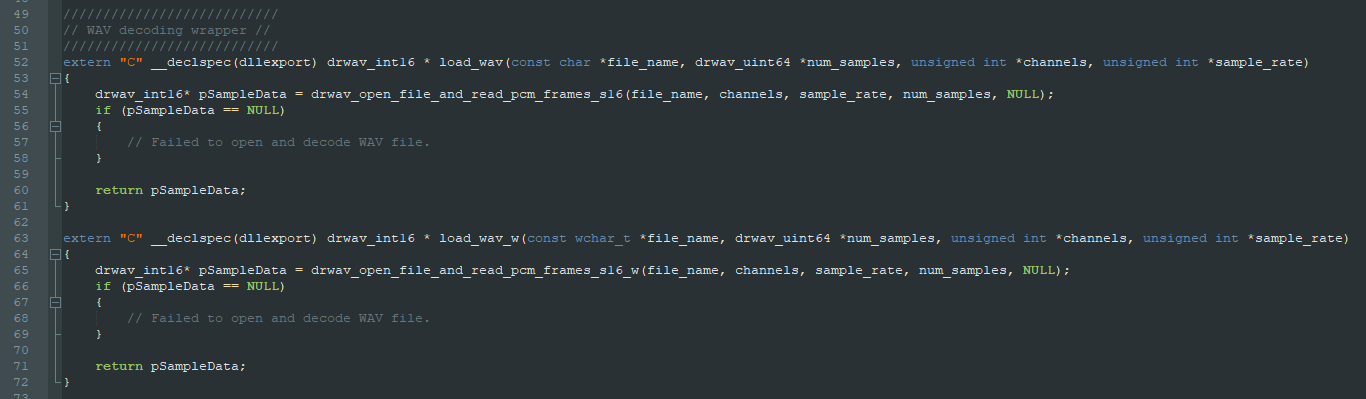 49 ///////////////////////////
50 // WAV decoding wrapper //
51 ///////////////////////////
52 extern "C" __declspec(dllexport) drwav_int16 * load_wav(const char *file_name, drwav_uint64 *num_samples, unsigned int *channels, unsigned int *sample_rate)
53 {
54 drwav_int16* pSampleData = drwav_open_file_and_read_pcm_frames_s16(file_name, channels, sample_rate, num_samples, NULL);
55 if (pSampleData == NULL)
56 {
57 // Failed to open and decode WAV file.
58 }
59
60 return pSampleData;
61 }
62
63 extern "C" __declspec(dllexport) drwav_int16 * load_wav_w(const wchar_t *file_name, drwav_uint64 *num_samples, unsigned int *channels, unsigned int *sample_rate)
64 {
65 drwav_int16* pSampleData = drwav_open_file_and_read_pcm_frames_s16_w(file_name, channels, sample_rate, num_samples, NULL);
66 if (pSampleData == NULL)
67 {
68 // Failed to open and decode WAV file.
69 }
70
71 return pSampleData;
72 }
73